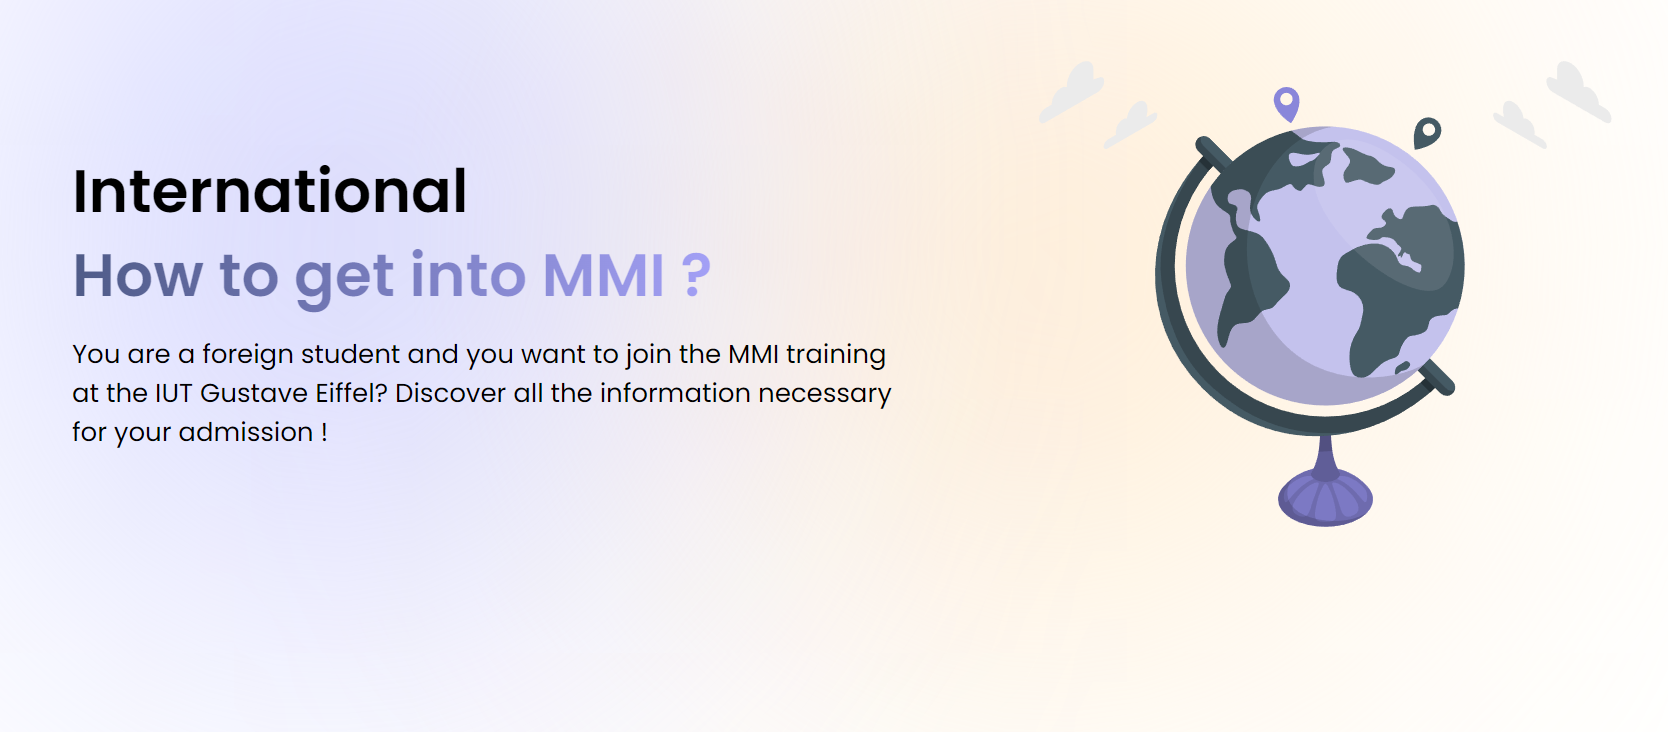 International
How to get into MMI ?
You are a foreign student and you want to join the MMI training
at the IUT Gustave Eiffel? Discover all the information necessary
for your admission !